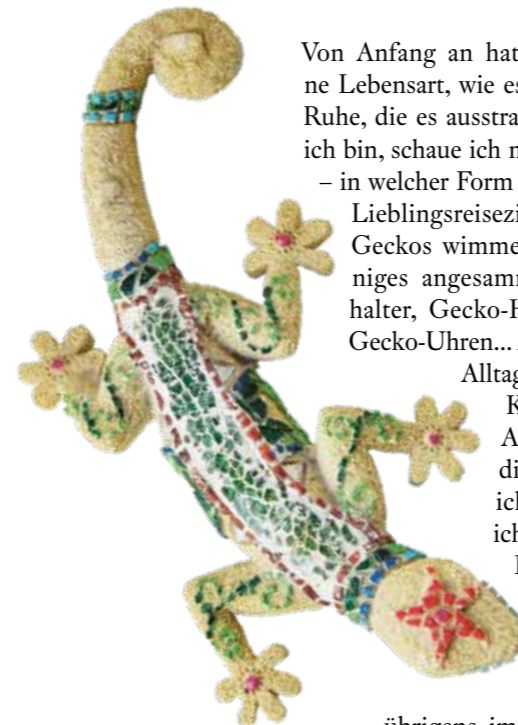 Von Anfang an hat
ne Lebensart, wie es
Ruhe, die es ausstra
ich bin, schaue ich
– in welcher Form
Lieblingsreisezi
Geckos wimme
niges angesamm
halter, Gecko-H
Gecko-Uhren...
Alltag
K
A
di
ich
ich
übrigens im